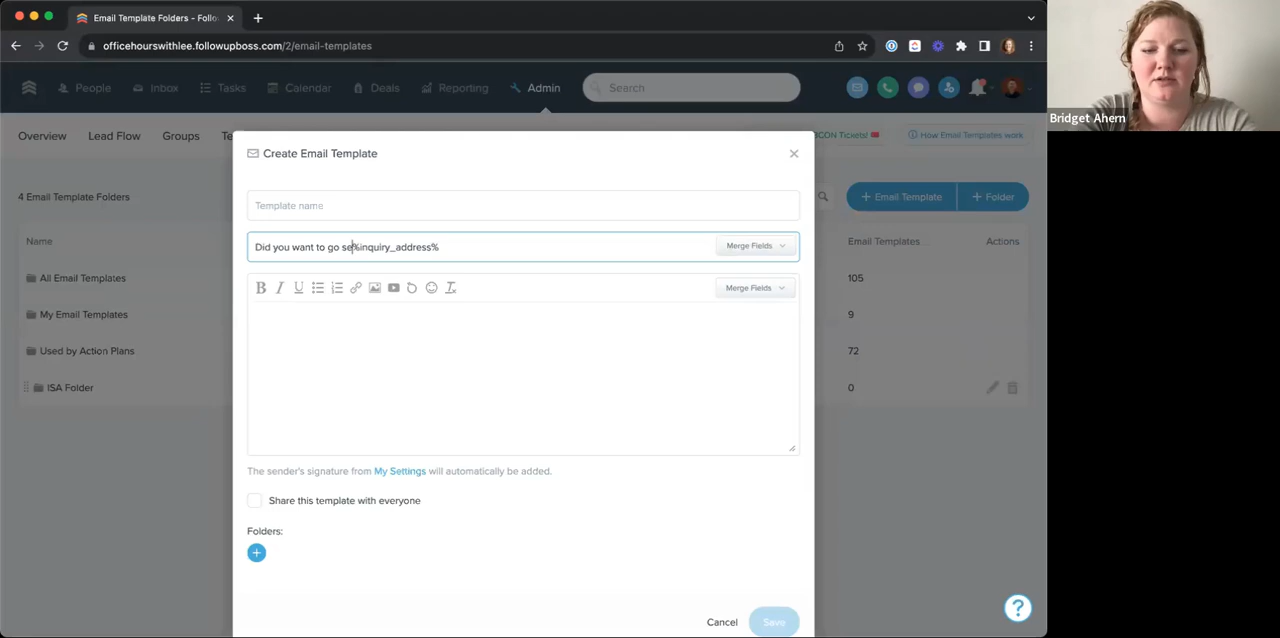 Email Template Folders - Follo
officehourswithlee.followupboss.com/2/email-templates
People
Inbox
Tasks
Calendar
Deals
Reporting
Admin
Search
Bridget Ahern
Overview
Lead Flow
Groups
Te
CON Tickets!
How Email Templates work
Create Email Template
4 Email Template Folders
+ Email Template
+ Folder
Template name
Name
Email Templates
Actions
Did you want to go se%inquiry_address%
Merge Fields
All Email Templates
105
B I U
Merge Fields
My Email Templates
9
Used by Action Plans
72
ISA Folder
0
The sender's signature from My Settings will automatically be added.
Share this template with everyone
Folders:
Cancel
Save